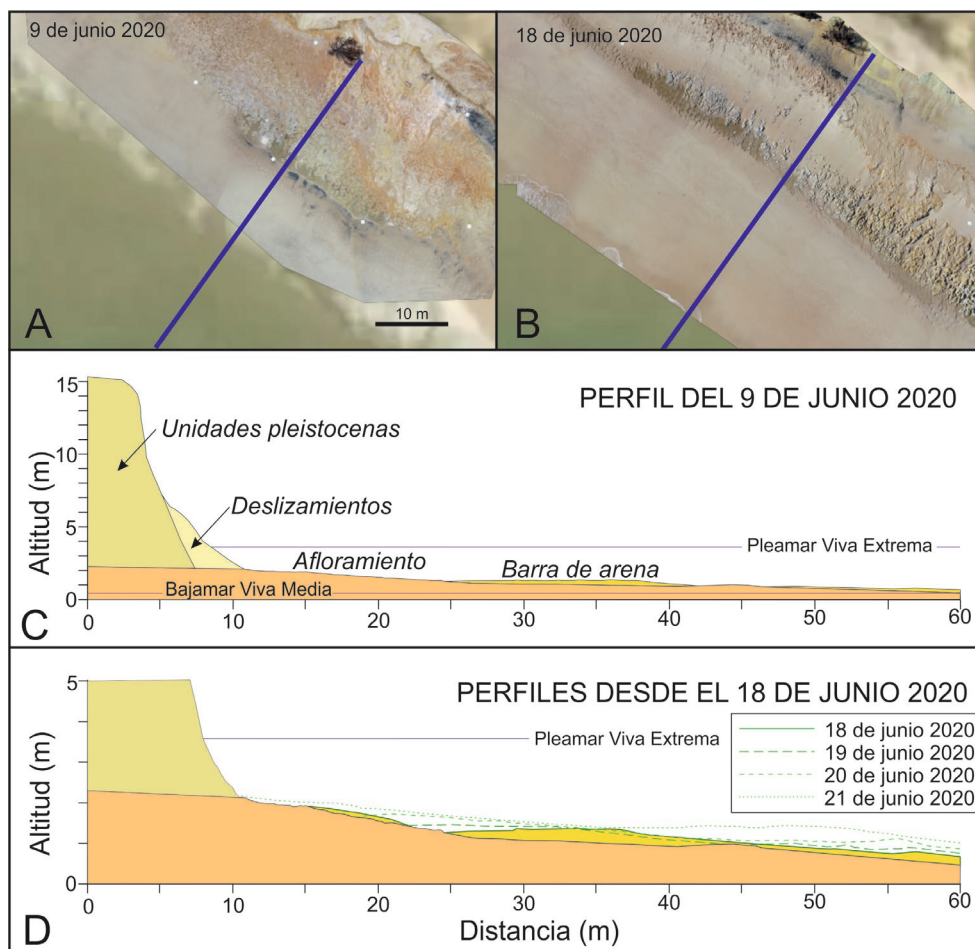 9 de junio 2020
18 de junio 2020
A
10 m
B
PERFIL DEL 9 DE JUNIO 2020
Altitud (m)
15
10
5
0
Unidades pleistocenas
Deslizamientos
Afloramiento
Barra de arena
Pleamar Viva Extrema
Bajamar Viva Media
C
0 10 20 30 40 50 60
PERFILES DESDE EL 18 DE JUNIO 2020
Altitud (m)
5
0
Pleamar Viva Extrema
18 de junio 2020
19 de junio 2020
20 de junio 2020
21 de junio 2020
0 10 20 30 40 50 60
D
Distancia (m)